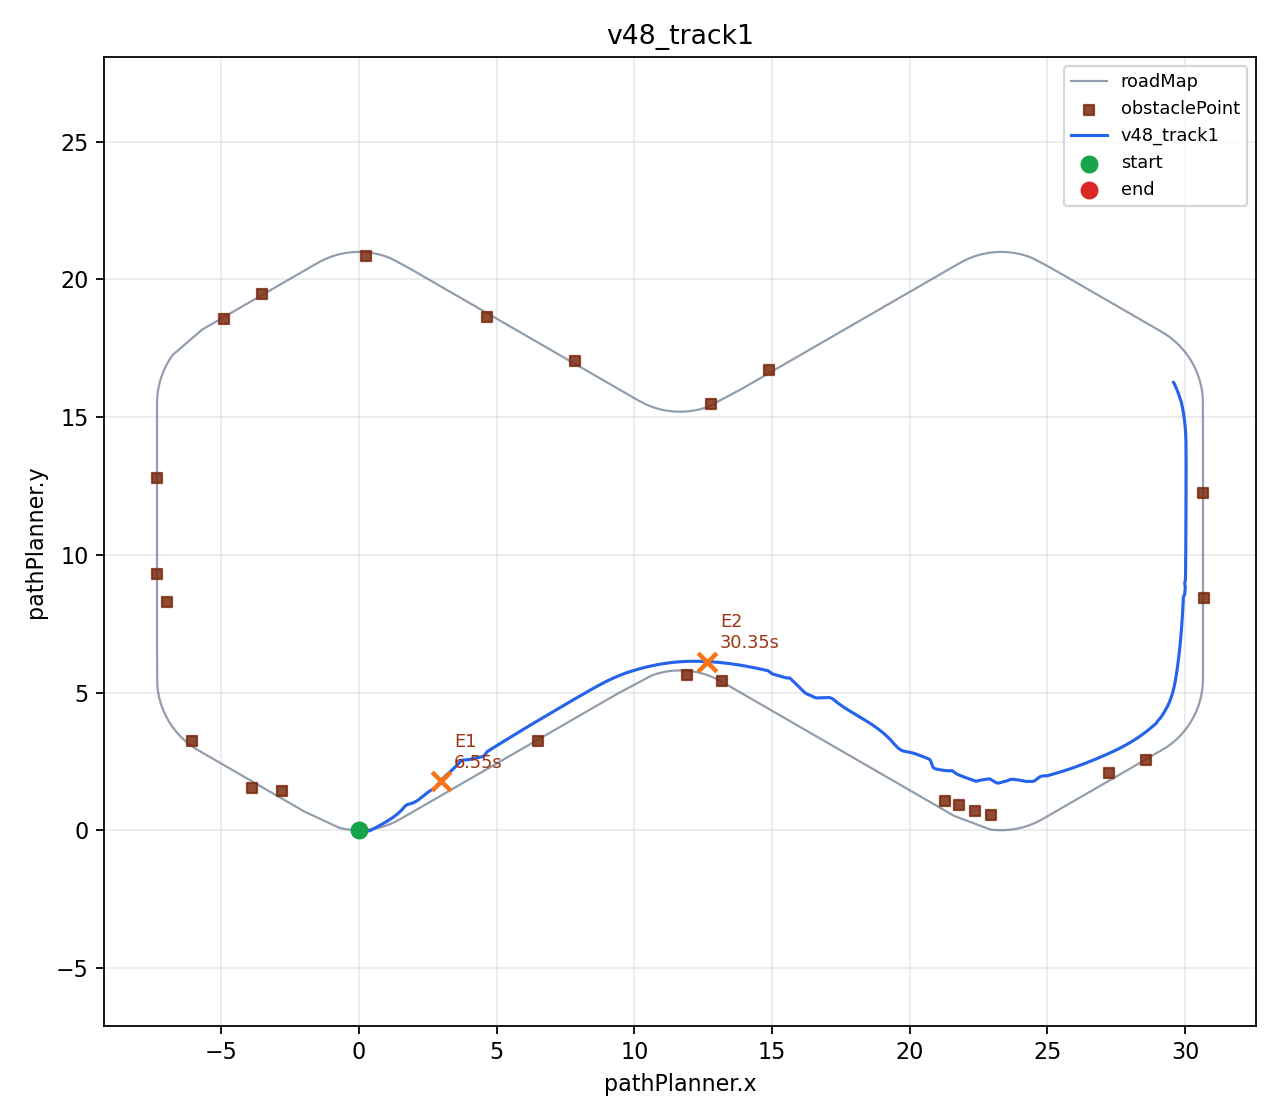 v48_track1
roadMap
obstaclePoint
v48_track1
start
end
E2
30.35s
E1
6.55s
25
20
15
10
5
0
−5
−5
0
5
10
15
20
25
30
pathPlanner.y
pathPlanner.x